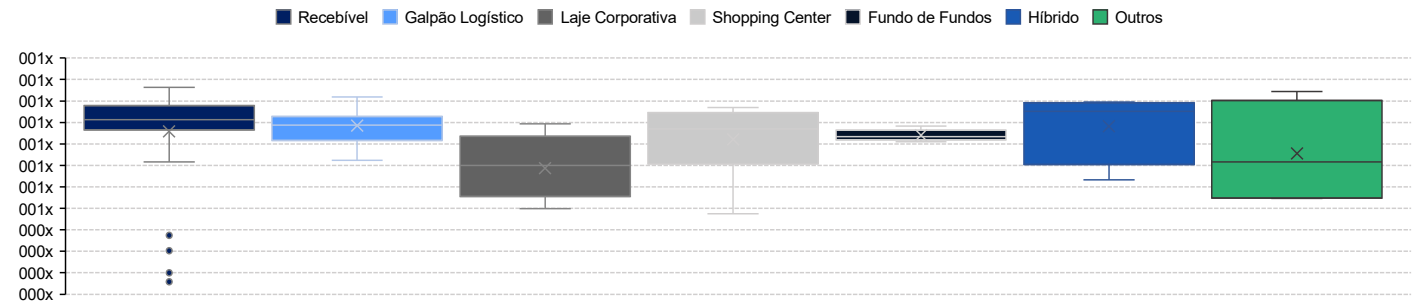 Recebível Galpão Logístico Laje Corporativa Shopping Center Fundo de Fundos Híbrido Outros
001x
001x
001x
001x
001x
001x
001x
001x
000x
000x
000x
000x